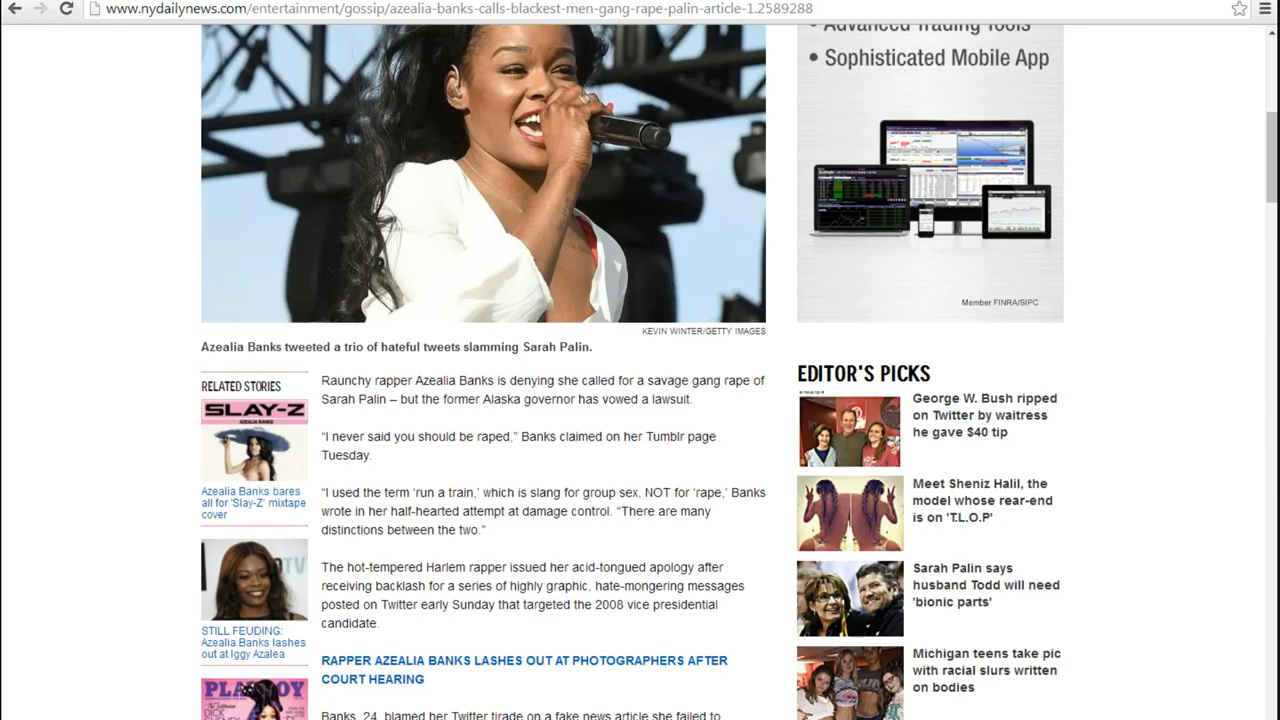 www.nydailynews.com/entertainment/gossip/azealia-banks-calls-blackest-men-gang-rape-palin-article-1.2589288
• Advanced Trading Tools
• Sophisticated Mobile App
Member FINRA/SIPC
KEVIN WINTER/GETTY IMAGES
Azealia Banks tweeted a trio of hateful tweets slamming Sarah Palin.
RELATED STORIES
SLAY-Z
AZEALIA BANKS
Azealia Banks bares
all for 'Slay-Z' mixtape
cover
TV
STILL FEUDING:
Azealia Banks lashes
out at Iggy Azalea
PLAYBOY
Raunchy rapper Azealia Banks is denying she called for a savage gang rape of
Sarah Palin – but the former Alaska governor has vowed a lawsuit.
“I never said you should be raped,” Banks claimed on her Tumblr page
Tuesday.
“I used the term ‘run a train,’ which is slang for group sex, NOT for ‘rape,’ Banks
wrote in her half-hearted attempt at damage control. “There are many
distinctions between the two.”
The hot-tempered Harlem rapper issued her acid-tongued apology after
receiving backlash for a series of highly graphic, hate-mongering messages
posted on Twitter early Sunday that targeted the 2008 vice presidential
candidate.
RAPPER AZEALIA BANKS LASHES OUT AT PHOTOGRAPHERS AFTER
COURT HEARING
Banks, 24, blamed her Twitter tirade on a fake news article she failed to
EDITOR'S PICKS
George W. Bush ripped
on Twitter by waitress
he gave $40 tip
Meet Sheniz Halil, the
model whose rear-end
is on 'T.L.O.P'
Sarah Palin says
husband Todd will need
'bionic parts'
Michigan teens take pic
with racial slurs written
on bodies